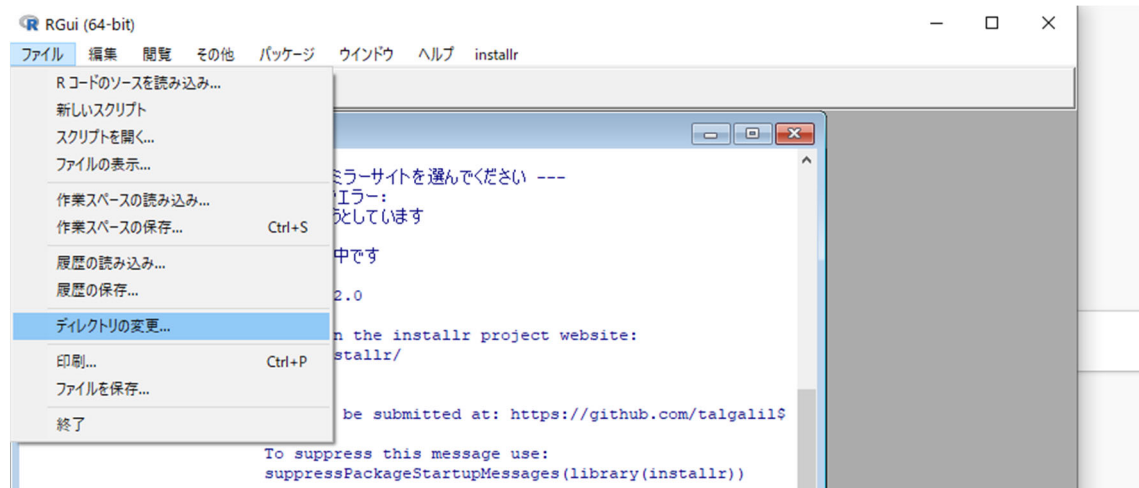 RGui (64-bit)
ファイル 編集 閲覧 その他 パッケージ ウインドウ ヘルプ installr
R コードのソースを読み込み...
新しいスクリプト
スクリプトを開く...
ファイルの表示...
作業スペースの読み込み...
作業スペースの保存... Ctrl+S
履歴の読み込み...
履歴の保存...
ディレクトリの変更...
印刷... Ctrl+P
ファイルを保存...
終了
ミラーサイトを選んでください ---
エラー:
うとしています
中です
2.0
n the installr project website:
stallr/
be submitted at: https://github.com/talgalil$
To suppress this message use:
suppressPackageStartupMessages(library(installr))